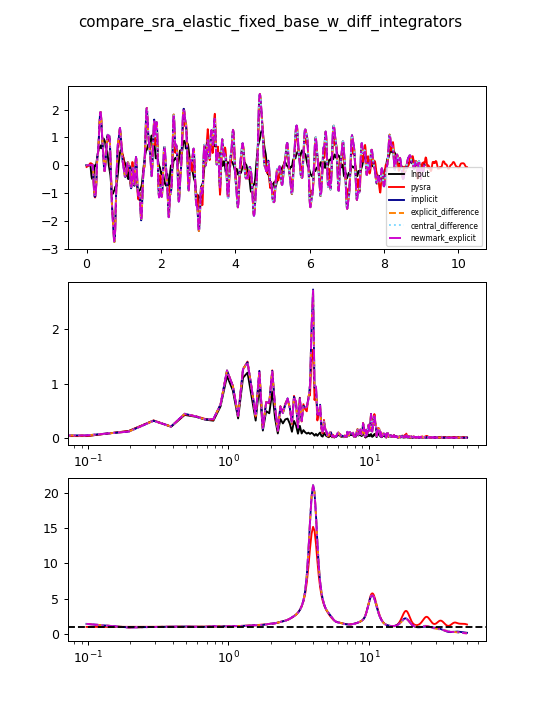 compare_sra_elastic_fixed_base_w_diff_integrators
2
1
0
−1
−2
−3
0 2 4 6 8 10
Input
pysra
implicit
explicit_difference
central_difference
newmark_explicit
2
1
0
10⁻¹ 10⁰ 10¹
20
15
10
5
0
10⁻¹ 10⁰ 10¹